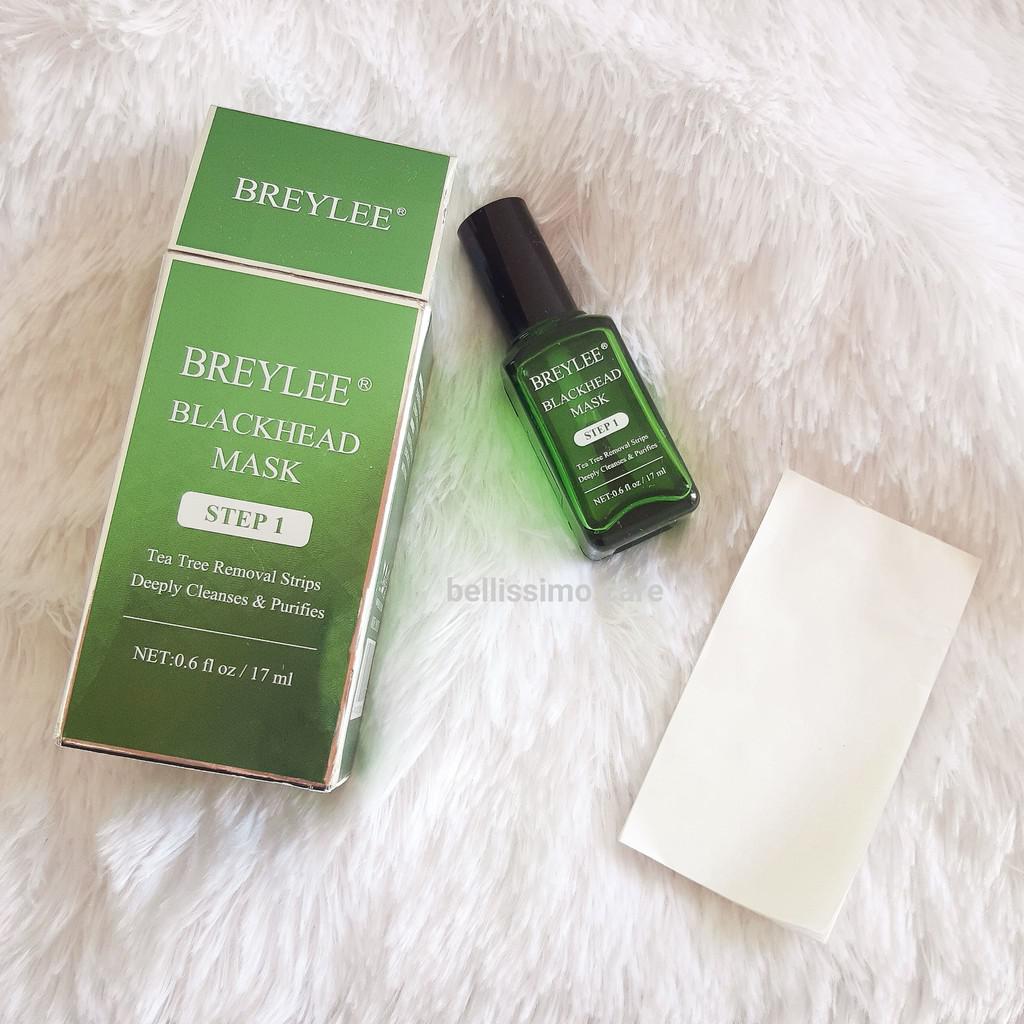 BREYLEE®
BREYLEE®
BLACKHEAD
MASK
STEP 1
Tea Tree Removal Strips
Deeply Cleanses & Purifies
NET:0.6 fl oz / 17 ml
BREYLEE®
BLACKHEAD
MASK
STEP 1
Tea Tree Removal Strips
Deeply Cleanses & Purifies
NET:0.6 fl oz / 17 ml
bellissimo care